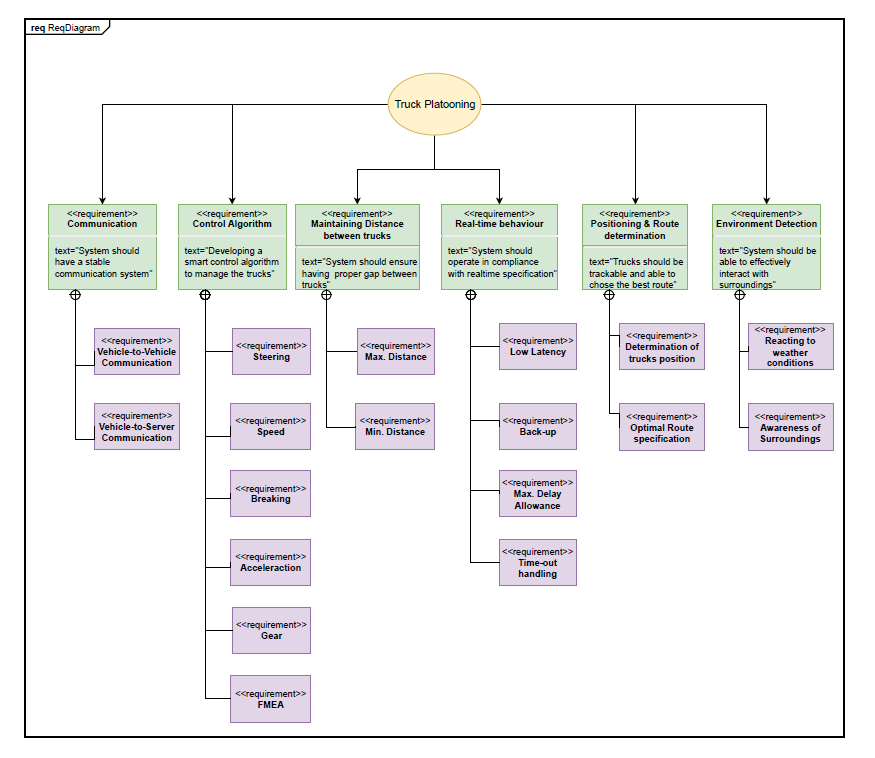 req ReqDiagram
Truck Platooning
<<requirement>>
Communication
text="System should
have a stable
communication system"
<<requirement>>
Control Algorithm
text="Developing a
smart control algorithm
to manage the trucks"
<<requirement>>
Maintaining Distance
between trucks
text="System should ensure
having proper gap between
trucks"
<<requirement>>
Real-time behaviour
text="System should
operate in compliance
with realtime specification"
<<requirement>>
Positioning & Route
determination
text="Trucks should be
trackable and able to
chose the best route"
<<requirement>>
Environment Detection
text="System should be
able to effectively
interact with
surroundings"
<<requirement>>
Vehicle-to-Vehicle
Communication
<<requirement>>
Vehicle-to-Server
Communication
<<requirement>>
Steering
<<requirement>>
Speed
<<requirement>>
Breaking
<<requirement>>
Acceleraction
<<requirement>>
Gear
<<requirement>>
FMEA
<<requirement>>
Max. Distance
<<requirement>>
Min. Distance
<<requirement>>
Low Latency
<<requirement>>
Back-up
<<requirement>>
Max. Delay
Allowance
<<requirement>>
Time-out
handling
<<requirement>>
Determination of
trucks position
<<requirement>>
Optimal Route
specification
<<requirement>>
Reacting to
weather
conditions
<<requirement>>
Awareness of
Surroundings